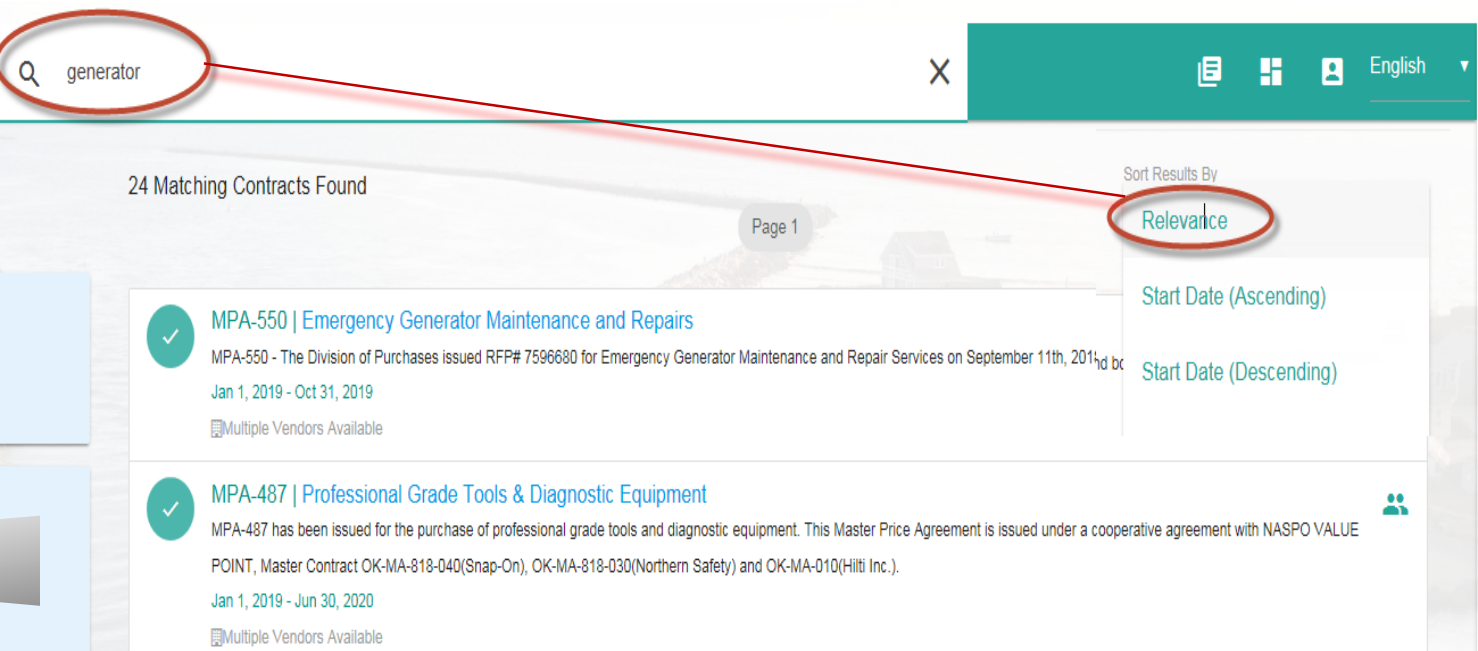 generator
X
English
24 Matching Contracts Found
Sort Results By
Page 1
Relevance
Start Date (Ascending)
Start Date (Descending)
MPA-550 | Emergency Generator Maintenance and Repairs
MPA-550 - The Division of Purchases issued RFP# 7596680 for Emergency Generator Maintenance and Repair Services on September 11th,
Jan 1, 2019 - Oct 31, 2019
Multiple Vendors Available
MPA-487 | Professional Grade Tools & Diagnostic Equipment
MPA-487 has been issued for the purchase of professional grade tools and diagnostic equipment. This Master Price Agreement is issued under a cooperative agreement with NASPO VALUE
POINT, Master Contract OK-MA-818-040(Snap-On), OK-MA-818-030(Northern Safety) and OK-MA-010(Hilti Inc.).
Jan 1, 2019 - Jun 30, 2020
Multiple Vendors Available